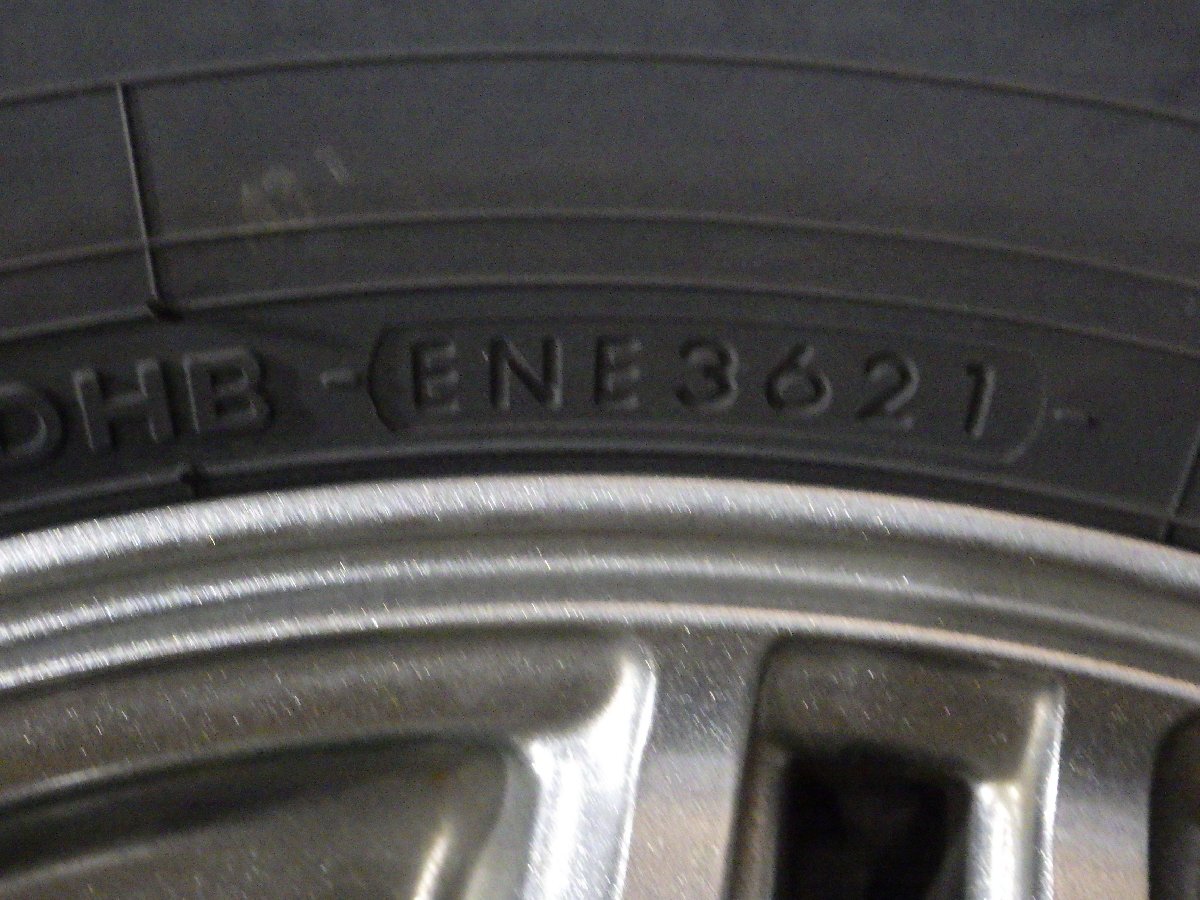 DHB - ENE3621 -